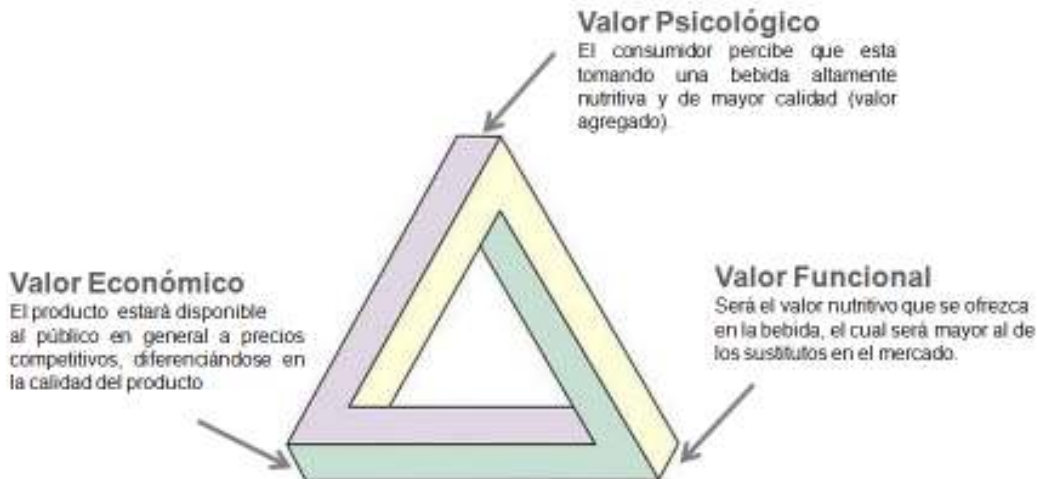 Valor Psicológico
El consumidor percibe que esta
tomando una bebida altamente
nutritiva y de mayor calidad (valor
agregado).
Valor Económico
El producto estará disponible
al público en general a precios
competitivos, diferenciándose en
la calidad del producto
Valor Funcional
Será el valor nutritivo que se ofrezca
en la bebida, el cual será mayor al de
los sustitutos en el mercado.